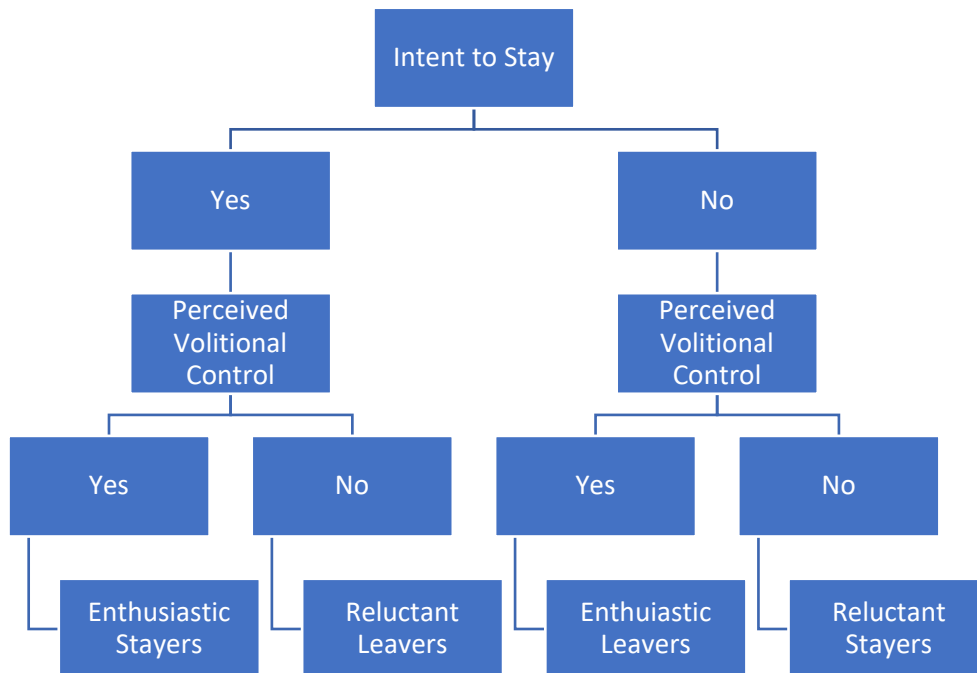 Intent to Stay
Yes
No
Perceived
Volitional
Control
Perceived
Volitional
Control
Yes
No
Yes
No
Enthusiastic
Stayers
Reluctant
Leavers
Enthuiastic
Leavers
Reluctant
Stayers